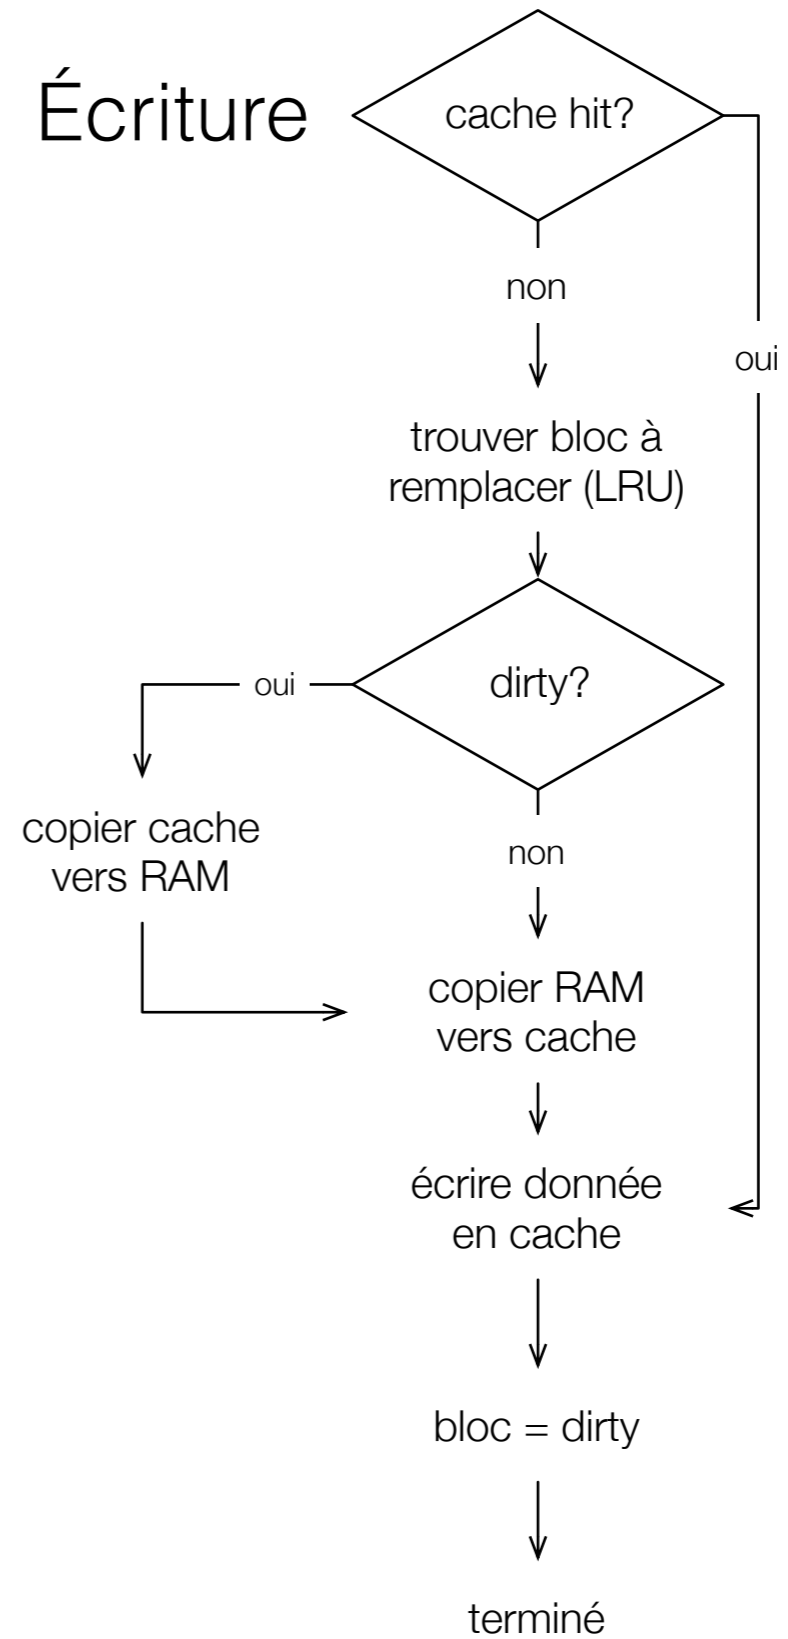 Écriture
cache hit?
non
oui
trouver bloc à
remplacer (LRU)
dirty?
oui
copier cache
vers RAM
non
copier RAM
vers cache
écrire donnée
en cache
bloc = dirty
terminé